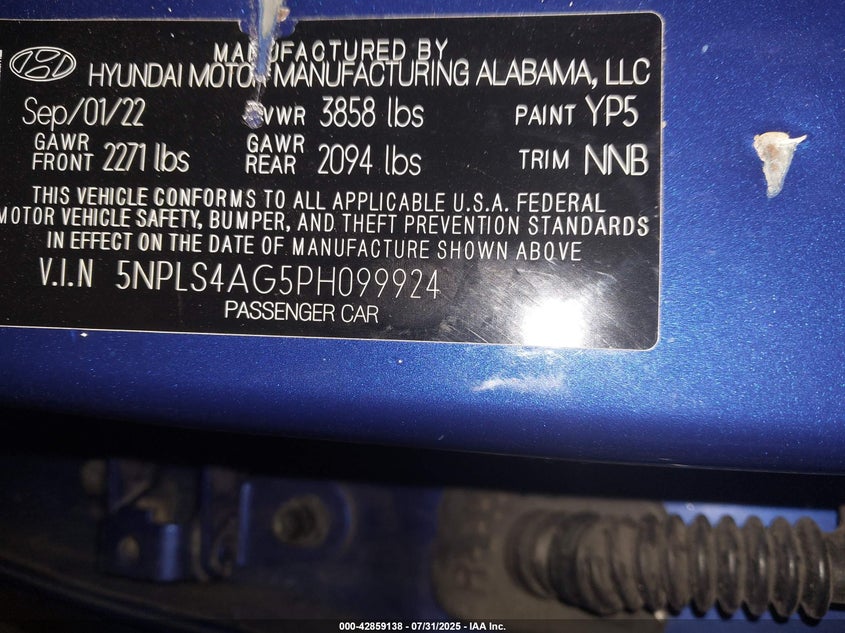 MANUFACTURED BY
HYUNDAI MOTOR MANUFACTURING ALABAMA, LLC
Sep/01/22 GVWR 3858 lbs PAINT YP5
GAWR FRONT 2271 lbs GAWR REAR 2094 lbs TRIM NNB
THIS VEHICLE CONFORMS TO ALL APPLICABLE U.S.A. FEDERAL
MOTOR VEHICLE SAFETY, BUMPER, AND THEFT PREVENTION STANDARDS
IN EFFECT ON THE DATE OF MANUFACTURE SHOWN ABOVE
V.I.N 5NPLS4AG5PH099924
PASSENGER CAR
000-42859138 - 07/31/2025 - IAA Inc.